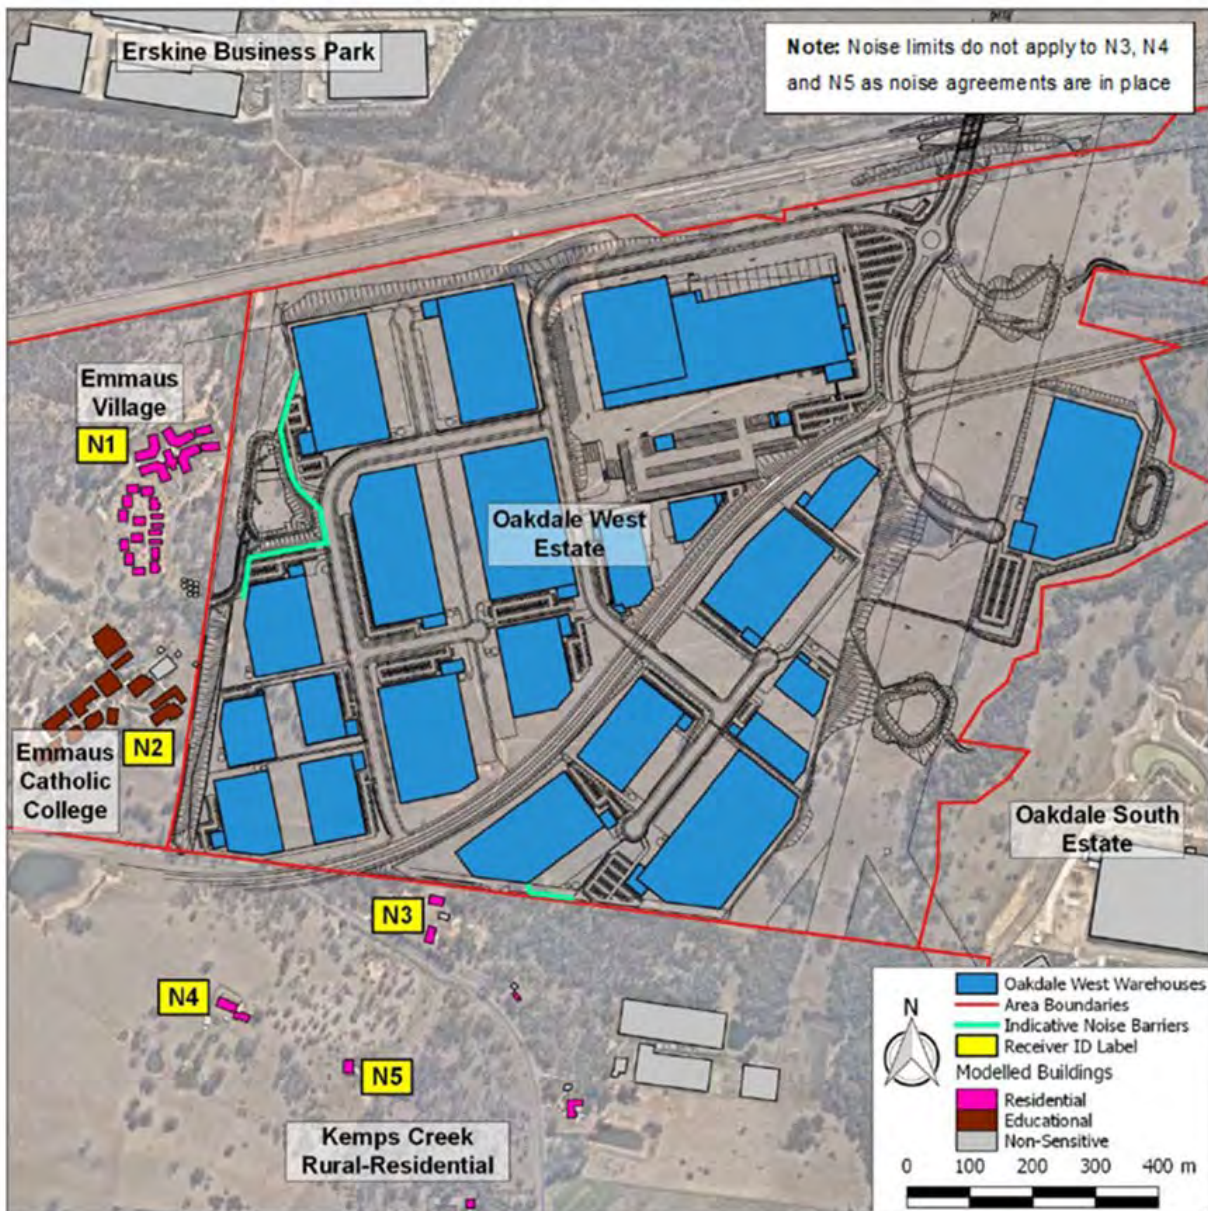 Erskine Business Park
Note: Noise limits do not apply to N3, N4
and N5 as noise agreements are in place
Emmaus
Village
N1
Oakdale West
Estate
N2
Emmaus
Catholic
College
Oakdale South
Estate
N3
N4
N5
Kemps Creek
Rural-Residential
N
Oakdale West Warehouses
Area Boundaries
Indicative Noise Barriers
Receiver ID Label
Modelled Buildings
Residential
Educational
Non-Sensitive
0 100 200 300 400 m